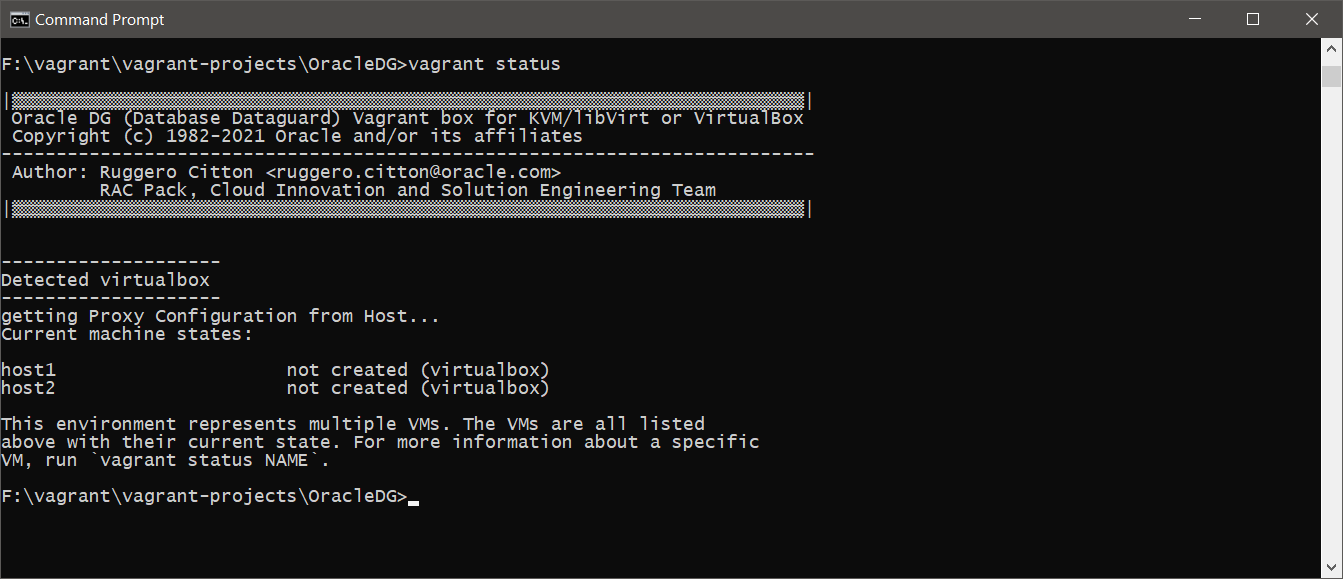 Command Prompt
F:\vagrant\vagrant-projects\OracleDG>vagrant status
|▒▒▒▒▒▒▒▒▒▒▒▒▒▒▒▒▒▒▒▒▒▒▒▒▒▒▒▒▒▒▒▒▒▒▒▒▒▒▒▒▒▒▒▒▒▒▒▒▒▒▒▒▒▒▒▒▒▒▒▒▒▒▒▒▒▒▒▒▒▒▒▒|
Oracle DG (Database Dataguard) Vagrant box for KVM/libVirt or VirtualBox
Copyright (c) 1982-2021 Oracle and/or its affiliates
--------------------------------------------------------------------------
Author: Ruggero Citton <ruggero.citton@oracle.com>
RAC Pack, Cloud Innovation and Solution Engineering Team
|▒▒▒▒▒▒▒▒▒▒▒▒▒▒▒▒▒▒▒▒▒▒▒▒▒▒▒▒▒▒▒▒▒▒▒▒▒▒▒▒▒▒▒▒▒▒▒▒▒▒▒▒▒▒▒▒▒▒▒▒▒▒▒▒▒▒▒▒▒▒▒▒|
--------------------
Detected virtualbox
--------------------
getting Proxy Configuration from Host...
Current machine states:
host1                     not created (virtualbox)
host2                     not created (virtualbox)
This environment represents multiple VMs. The VMs are all listed
above with their current state. For more information about a specific
VM, run `vagrant status NAME`.
F:\vagrant\vagrant-projects\OracleDG>